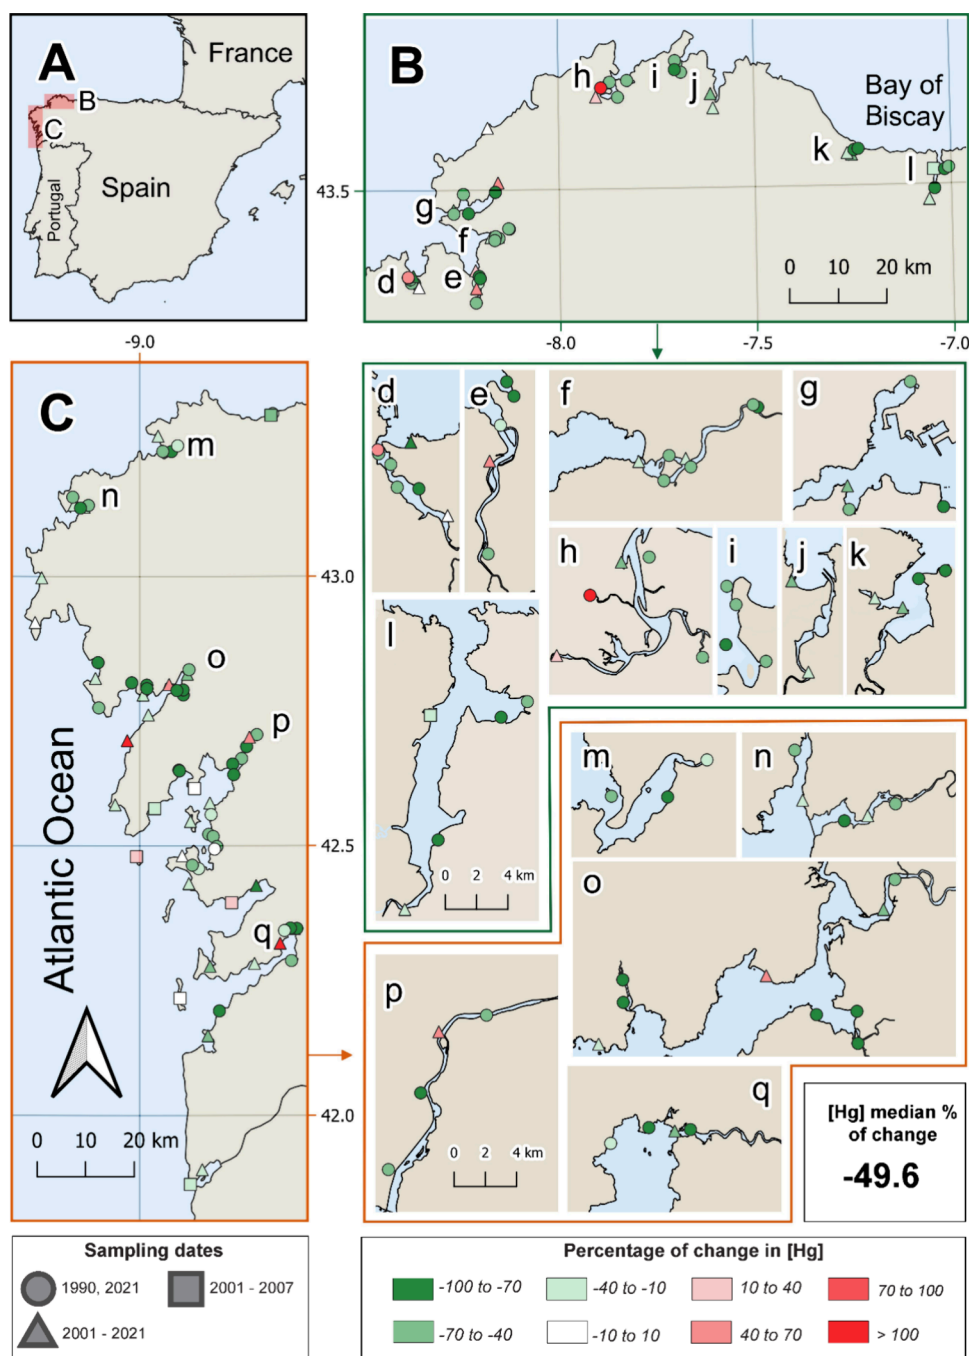 A
France
B
C
Portugal
Spain
B
h
i
j
Bay of
Biscay
k
l
43.5
g
f
d
e
0 10 20 km
-9.0
-8.0
-7.5
-7.0
C
m
n
43.0
o
p
42.5
q
Atlantic Ocean
42.0
0 10 20 km
d
e
f
g
h
i
j
k
l
0 2 4 km
m
n
o
p
0 2 4 km
q
[Hg] median %
of change
-49.6
Sampling dates
1990, 2021
2001 - 2007
2001 - 2021
Percentage of change in [Hg]
-100 to -70
-40 to -10
10 to 40
70 to 100
-70 to -40
-10 to 10
40 to 70
> 100